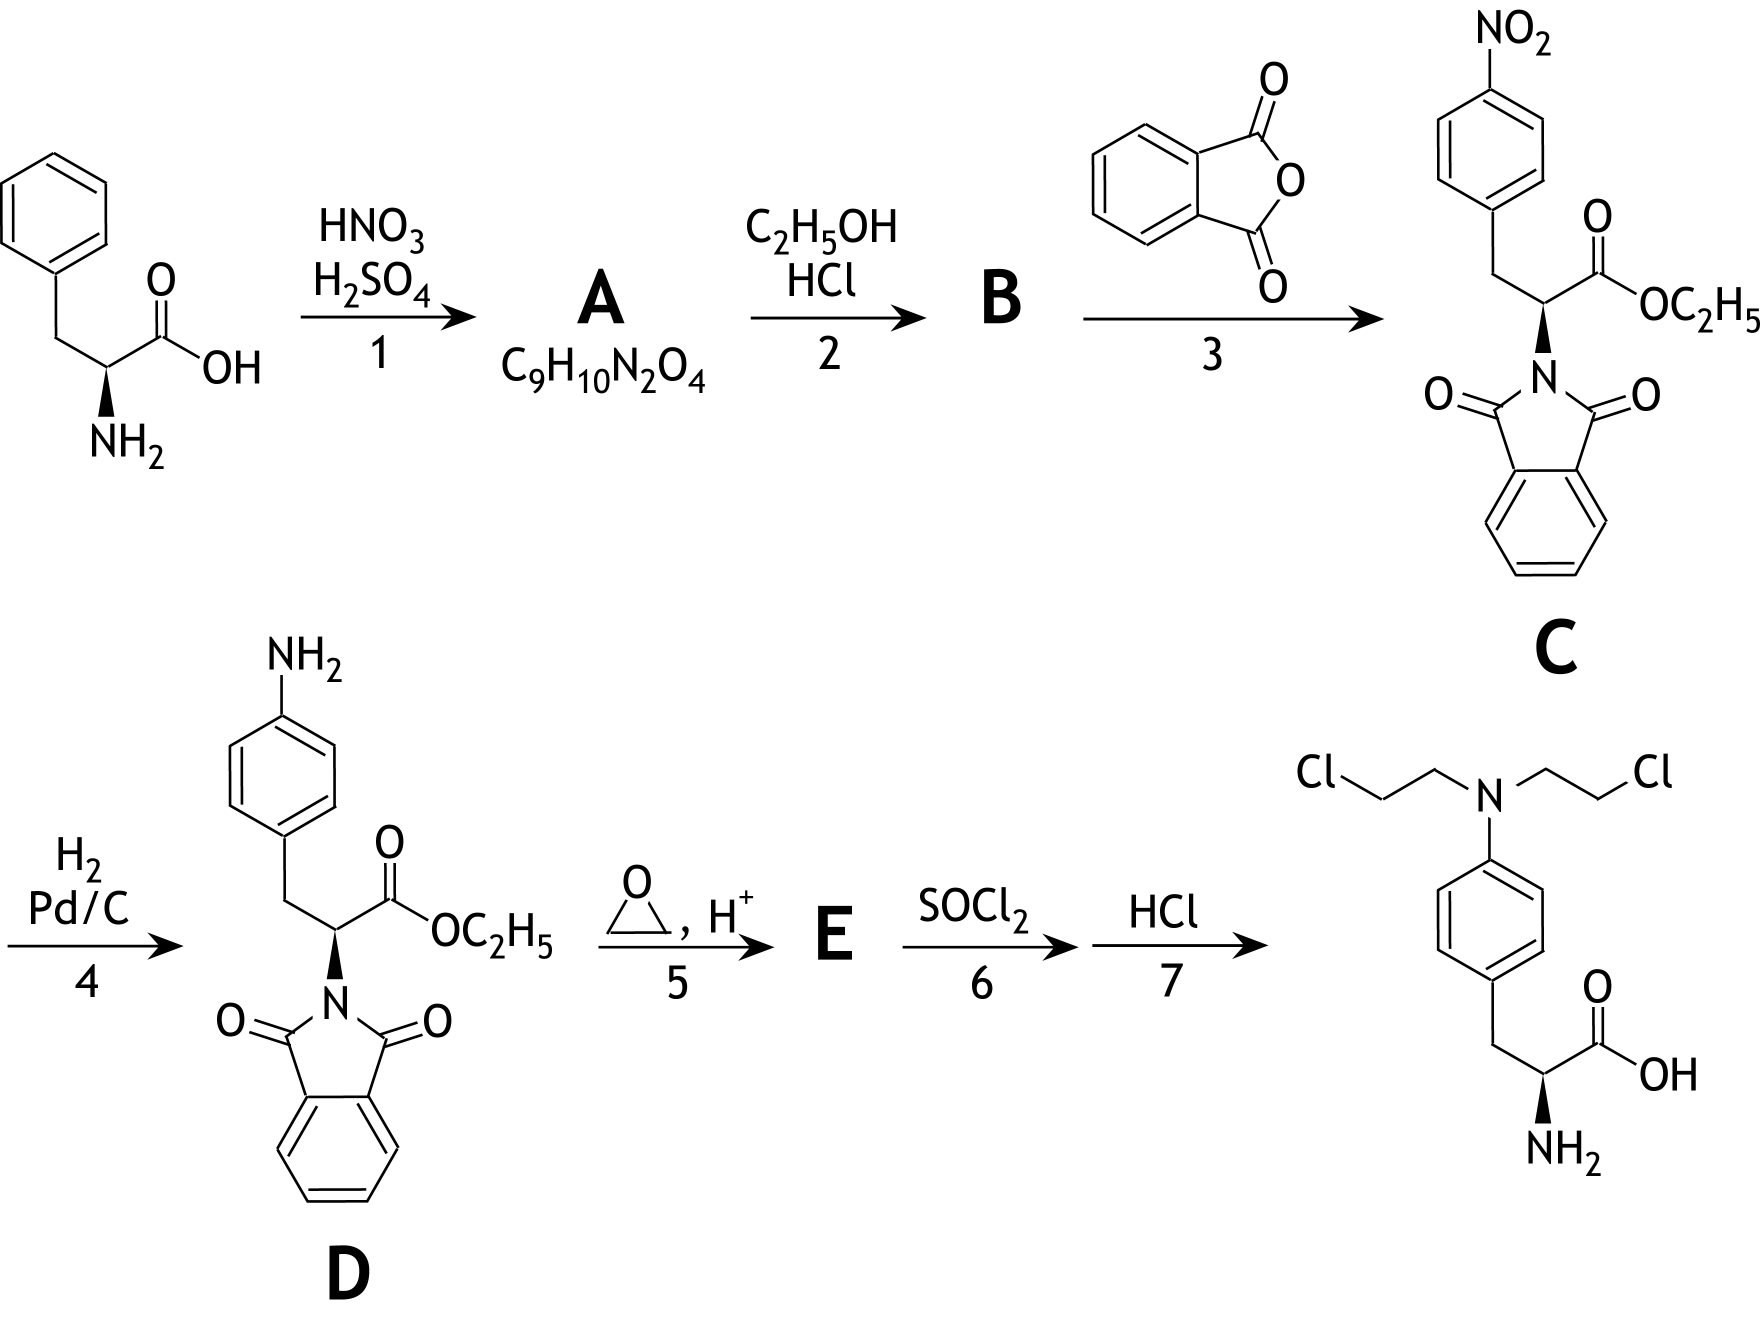 O
OH
NH2
HNO3
H2SO4
1
A
C9H10N2O4
C2H5OH
HCl
2
B
O
O
O
3
NO2
O
OC2H5
N
O
O
C
H2
Pd/C
4
NH2
O
OC2H5
N
O
O
D
O
, H+
5
E
SOCl2
6
HCl
7
Cl
N
Cl
O
OH
NH2